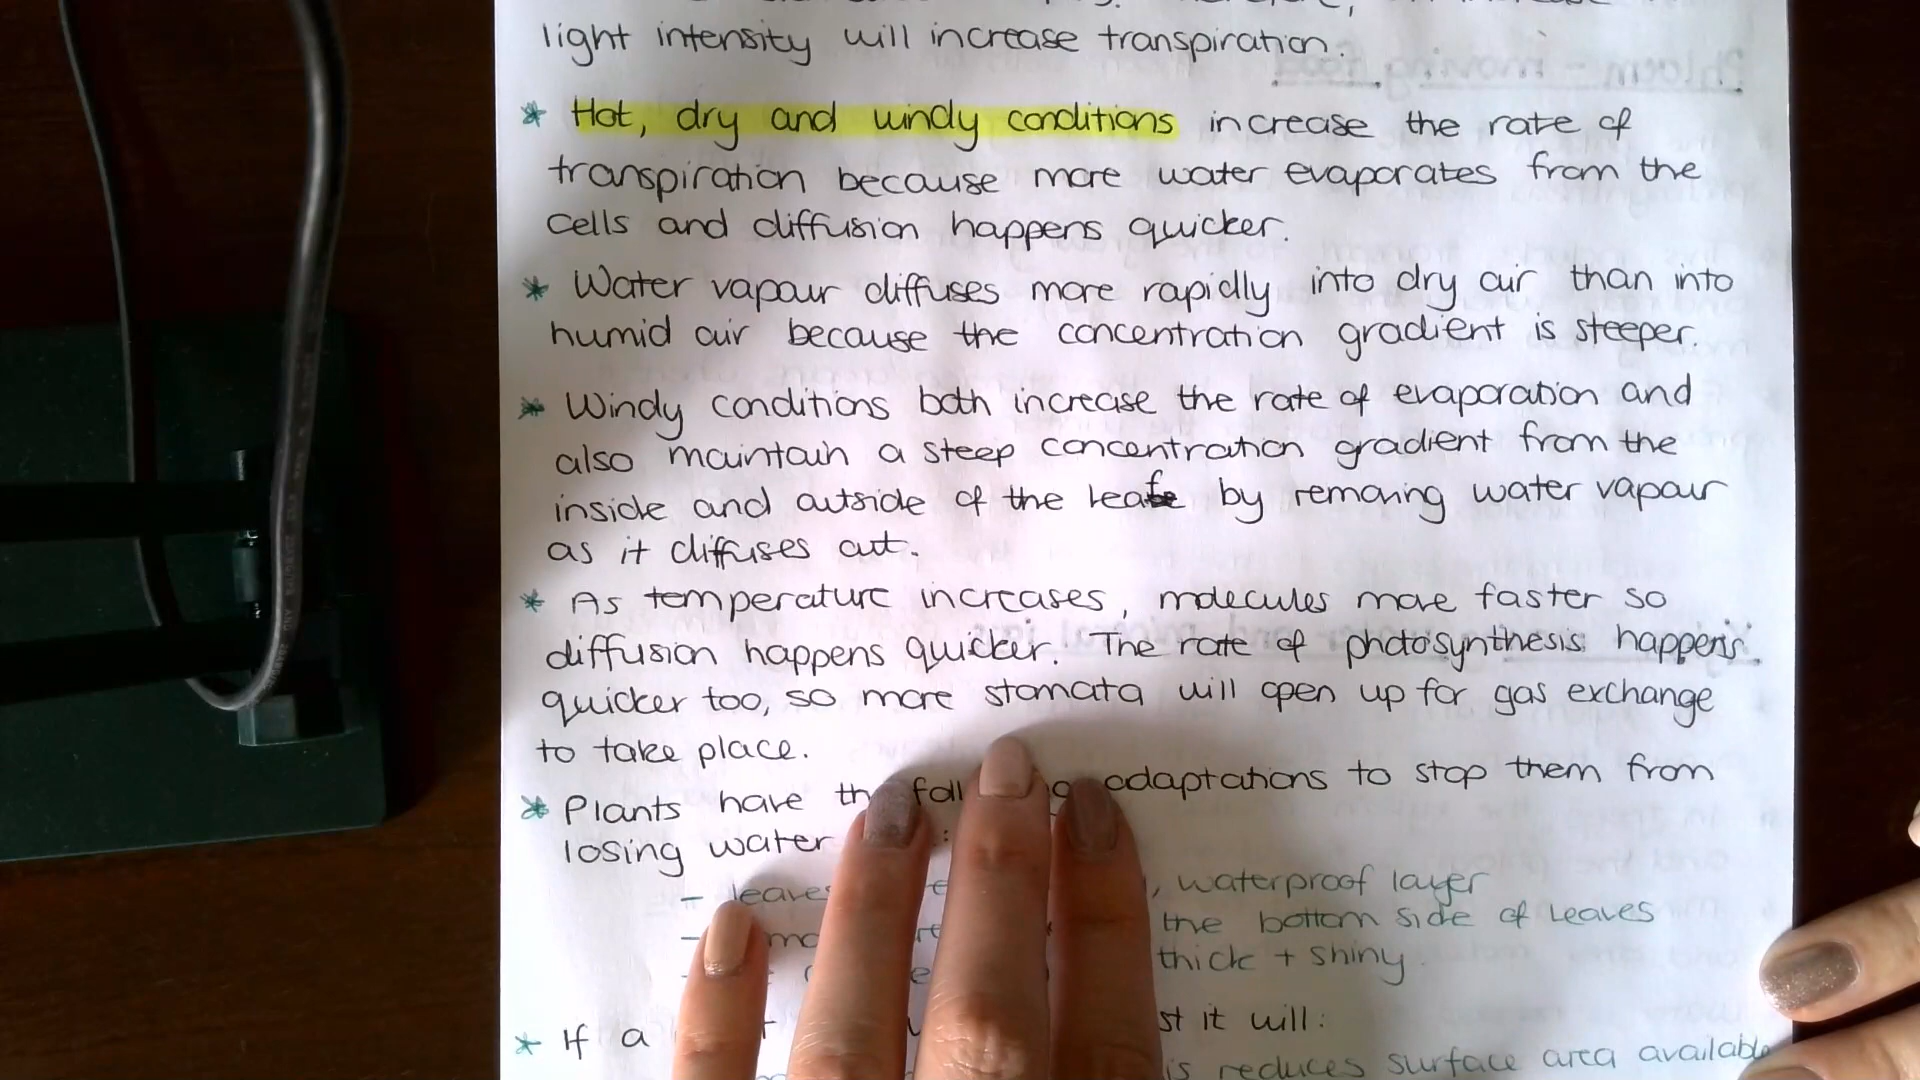 light intensity will increase transpiration.
* Hot, dry and windy conditions increase the rate of
transpiration because more water evaporates from the
cells and diffusion happens quicker.
* Water vapour diffuses more rapidly into dry air than into
humid air because the concentration gradient is steeper.
* Windy conditions both increase the rate of evaporation and
also maintain a steep concentration gradient from the
inside and outside of the leaf by removing water vapour
as it diffuses out.
* As temperature increases, molecules move faster so
diffusion happens quicker. The rate of photosynthesis happens
quicker too, so more stomata will open up for gas exchange
to take place.
* Plants have adaptations to stop them from
losing water :
- leaves , waterproof layer
- the bottom side of leaves
- thick + shiny.
* If a it will:
reduces surface area available